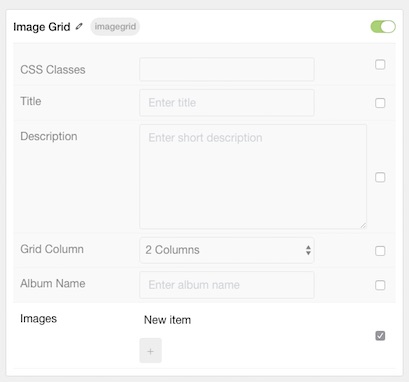 Image Grid imagegrid
CSS Classes
Title Enter title
Description Enter short description
Grid Column 2 Columns
Album Name Enter album name
Images New item
+